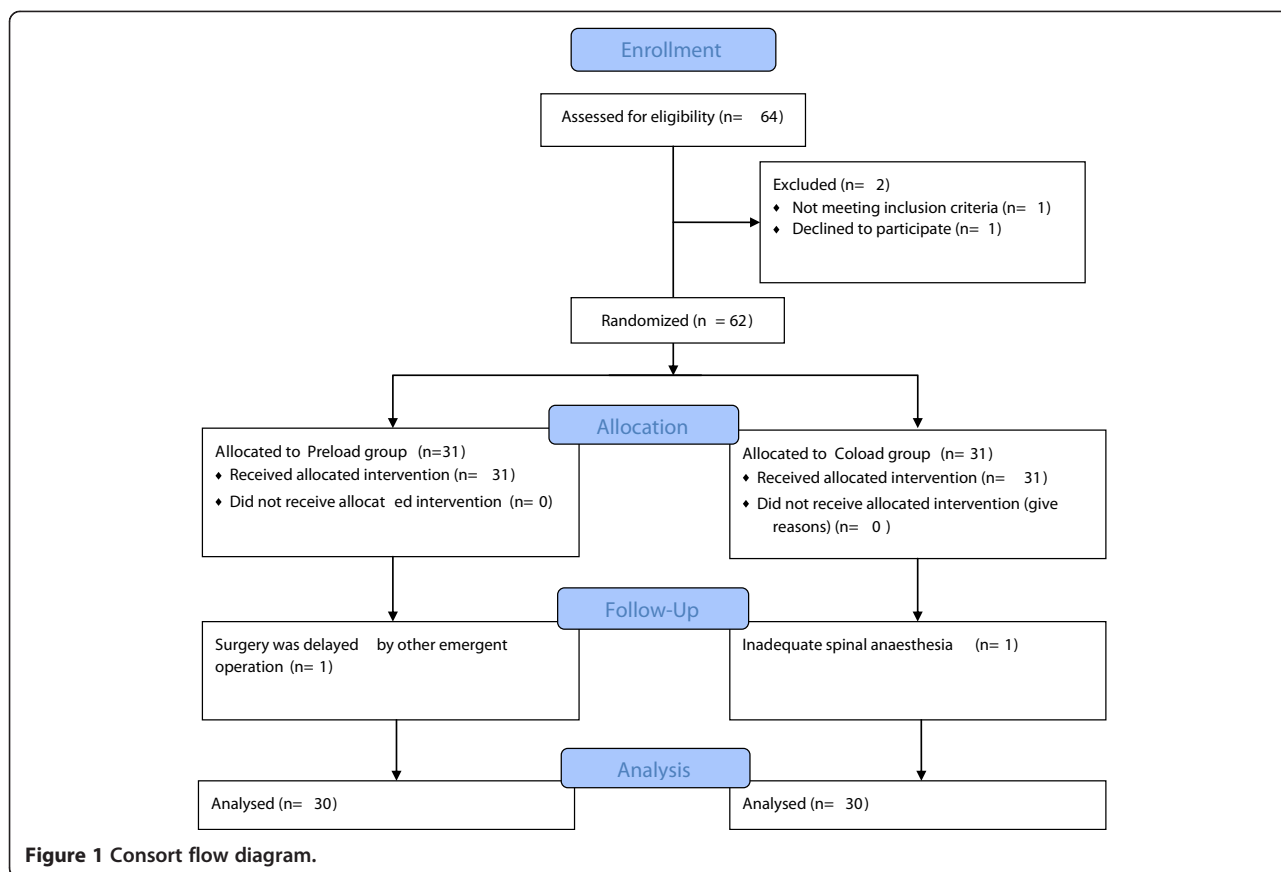 Enrollment
Assessed for eligibility (n= 64)
Excluded (n= 2)
♦ Not meeting inclusion criteria (n= 1)
♦ Declined to participate (n= 1)
Randomized (n = 62)
Allocation
Allocated to Preload group (n=31)
♦ Received allocated intervention (n= 31)
♦ Did not receive allocat ed intervention (n= 0)
Allocated to Coload group (n= 31)
♦ Received allocated intervention (n= 31)
♦ Did not receive allocated intervention (give
reasons) (n= 0 )
Follow-Up
Surgery was delayed by other emergent
operation (n= 1)
Inadequate spinal anaesthesia (n= 1)
Analysis
Analysed (n= 30)
Analysed (n= 30)
Figure 1 Consort flow diagram.